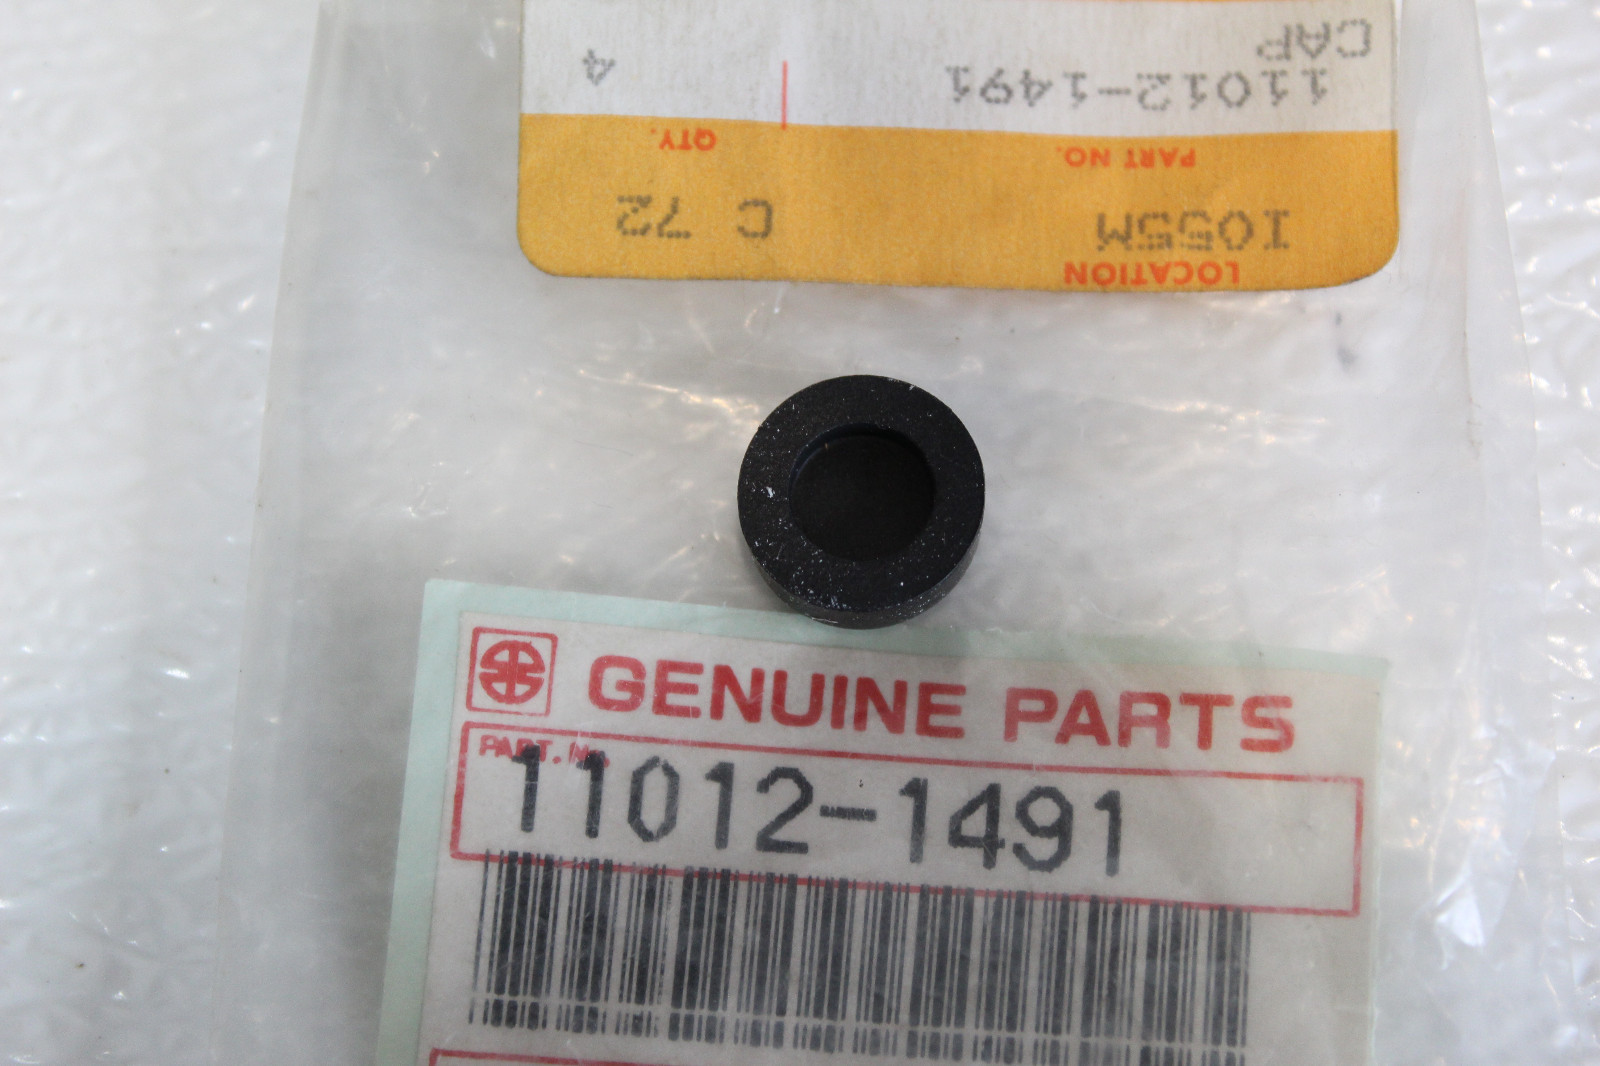 CAP
11012-1491 4
PART NO. QTY.
I055M C 72
LOCATION
GENUINE PARTS
PART. No.
11012-1491